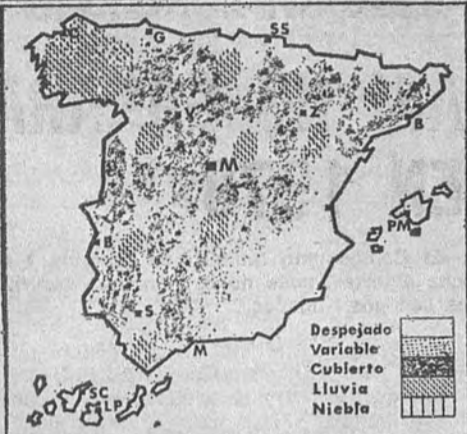 C
G
SS
V
Z
B
M
PM
B
S
M
SC
LP
Despejado
Variable
Cubierto
Lluvia
Niebla